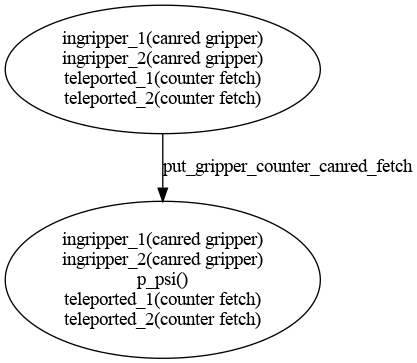 ingripper_1(canred gripper)
ingripper_2(canred gripper)
teleported_1(counter fetch)
teleported_2(counter fetch)
put_gripper_counter_canred_fetch
ingripper_1(canred gripper)
ingripper_2(canred gripper)
p_psi()
teleported_1(counter fetch)
teleported_2(counter fetch)